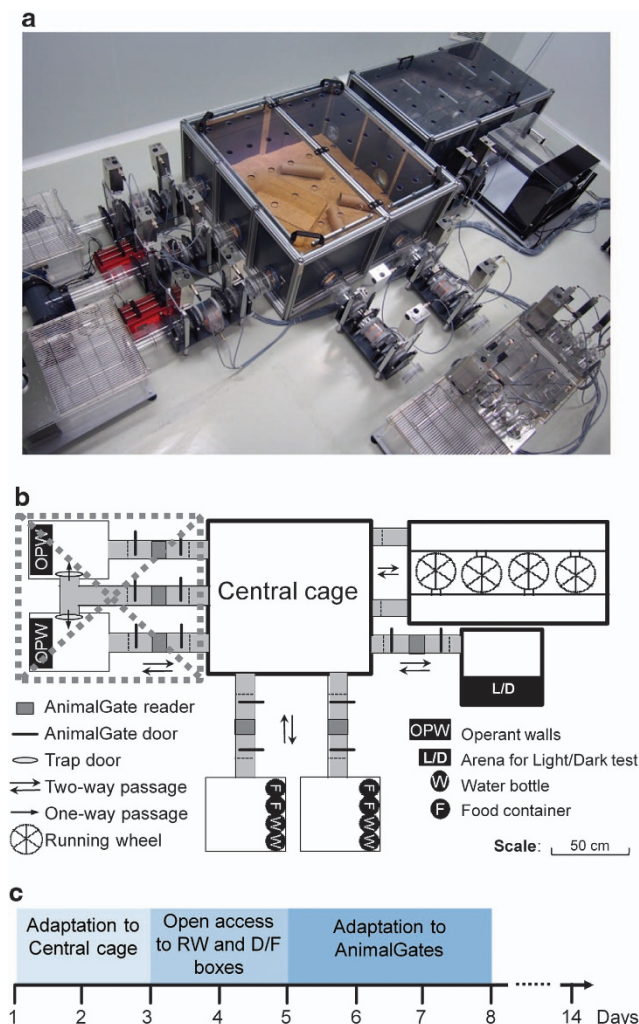 a
b
OPW
OPW
Central cage
L/D
F
F
W
W
F
F
W
W
AnimalGate reader
AnimalGate door
Trap door
Two-way passage
One-way passage
Running wheel
OPW Operant walls
L/D Arena for Light/Dark test
W Water bottle
F Food container
Scale: 50 cm
c
Adaptation to
Central cage
Open access
to RW and D/F
boxes
Adaptation to
AnimalGates
1 2 3 4 5 6 7 8 14 Days